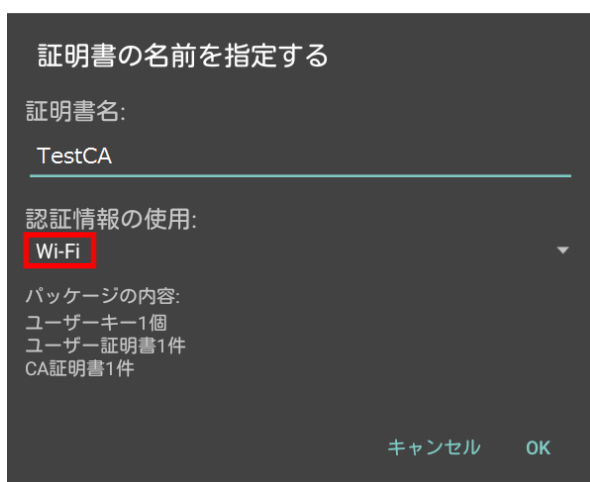 証明書の名前を指定する
証明書名:
TestCA
認証情報の使用:
Wi-Fi
パッケージの内容:
ユーザーキー1個
ユーザー証明書1件
CA証明書1件
キャンセル OK